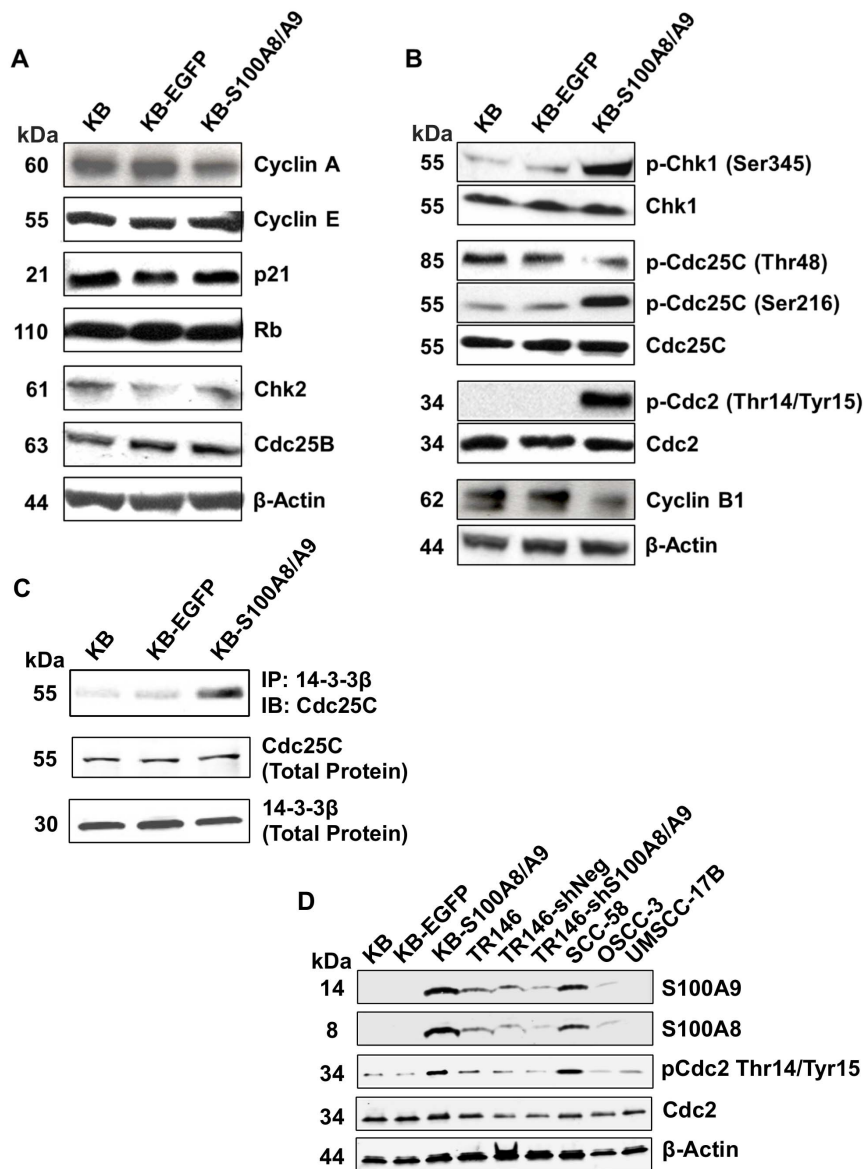 A
KB
KB-EGFP
KB-S100A8/A9
kDa
60 Cyclin A
55 Cyclin E
21 p21
110 Rb
61 Chk2
63 Cdc25B
44 β-Actin
B
KB
KB-EGFP
KB-S100A8/A9
kDa
55 p-Chk1 (Ser345)
55 Chk1
85 p-Cdc25C (Thr48)
55 p-Cdc25C (Ser216)
55 Cdc25C
34 p-Cdc2 (Thr14/Tyr15)
34 Cdc2
62 Cyclin B1
44 β-Actin
C
KB
KB-EGFP
KB-S100A8/A9
kDa
55 IP: 14-3-3β
IB: Cdc25C
55 Cdc25C
(Total Protein)
30 14-3-3β
(Total Protein)
D
KB
KB-EGFP
KB-S100A8/A9
TR146
TR146-shNeg
TR146-shS100A8/A9
SCC-58
OSCC-3
UMSCC-17B
kDa
14 S100A9
8 S100A8
34 pCdc2 Thr14/Tyr15
34 Cdc2
44 β-Actin